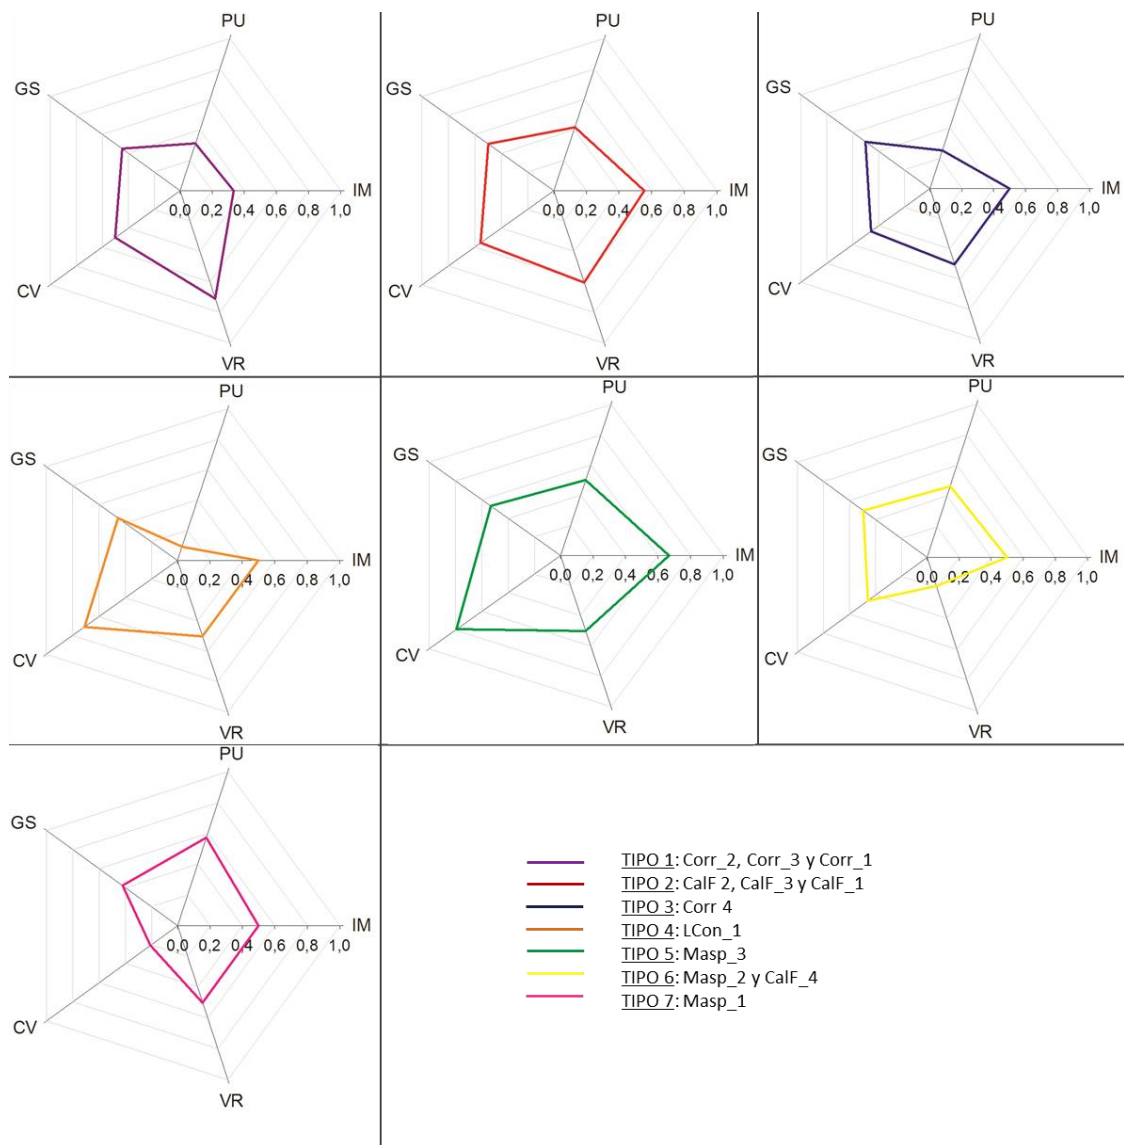 PU
PU
PU
GS
GS
GS
IM
IM
IM
0,0 0,2 0,4 0,6 0,8 1,0
0,0 0,2 0,4 0,6 0,8 1,0
0,0 0,2 0,4 0,6 0,8 1,0
CV
CV
CV
VR
VR
VR
PU
PU
PU
GS
GS
GS
IM
IM
IM
0,0 0,2 0,4 0,6 0,8 1,0
0,0 0,2 0,4 0,6 0,8 1,0
0,0 0,2 0,4 0,6 0,8 1,0
CV
CV
CV
VR
VR
VR
PU
GS
IM
0,0 0,2 0,4 0,6 0,8 1,0
CV
VR
TIPO 1: Corr_2, Corr_3 y Corr_1
TIPO 2: CalF 2, CalF_3 y CalF_1
TIPO 3: Corr 4
TIPO 4: LCon_1
TIPO 5: Masp_3
TIPO 6: Masp_2 y CalF_4
TIPO 7: Masp_1